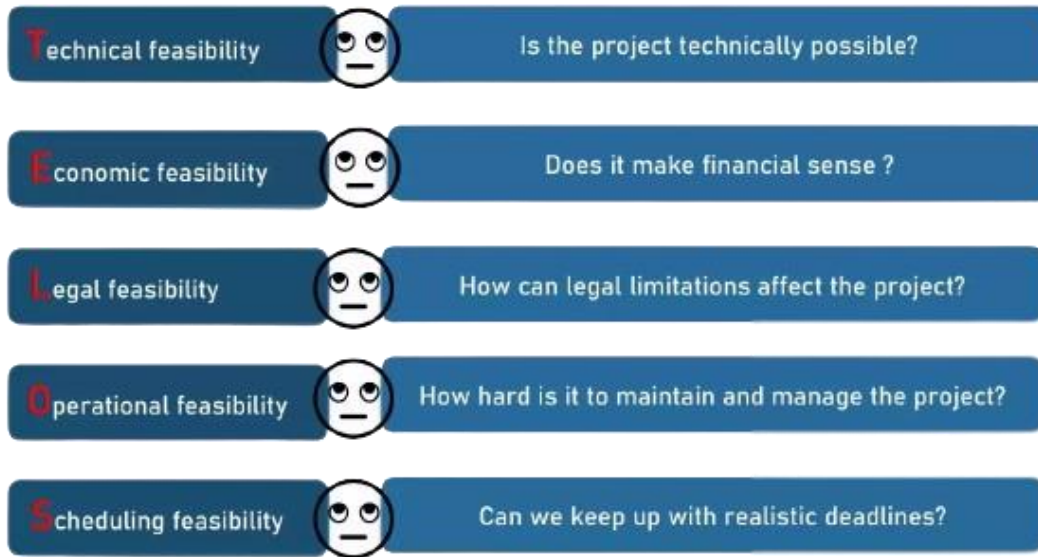 Technical feasibility
Is the project technically possible?
Economic feasibility
Does it make financial sense ?
Legal feasibility
How can legal limitations affect the project?
Operational feasibility
How hard is it to maintain and manage the project?
Scheduling feasibility
Can we keep up with realistic deadlines?